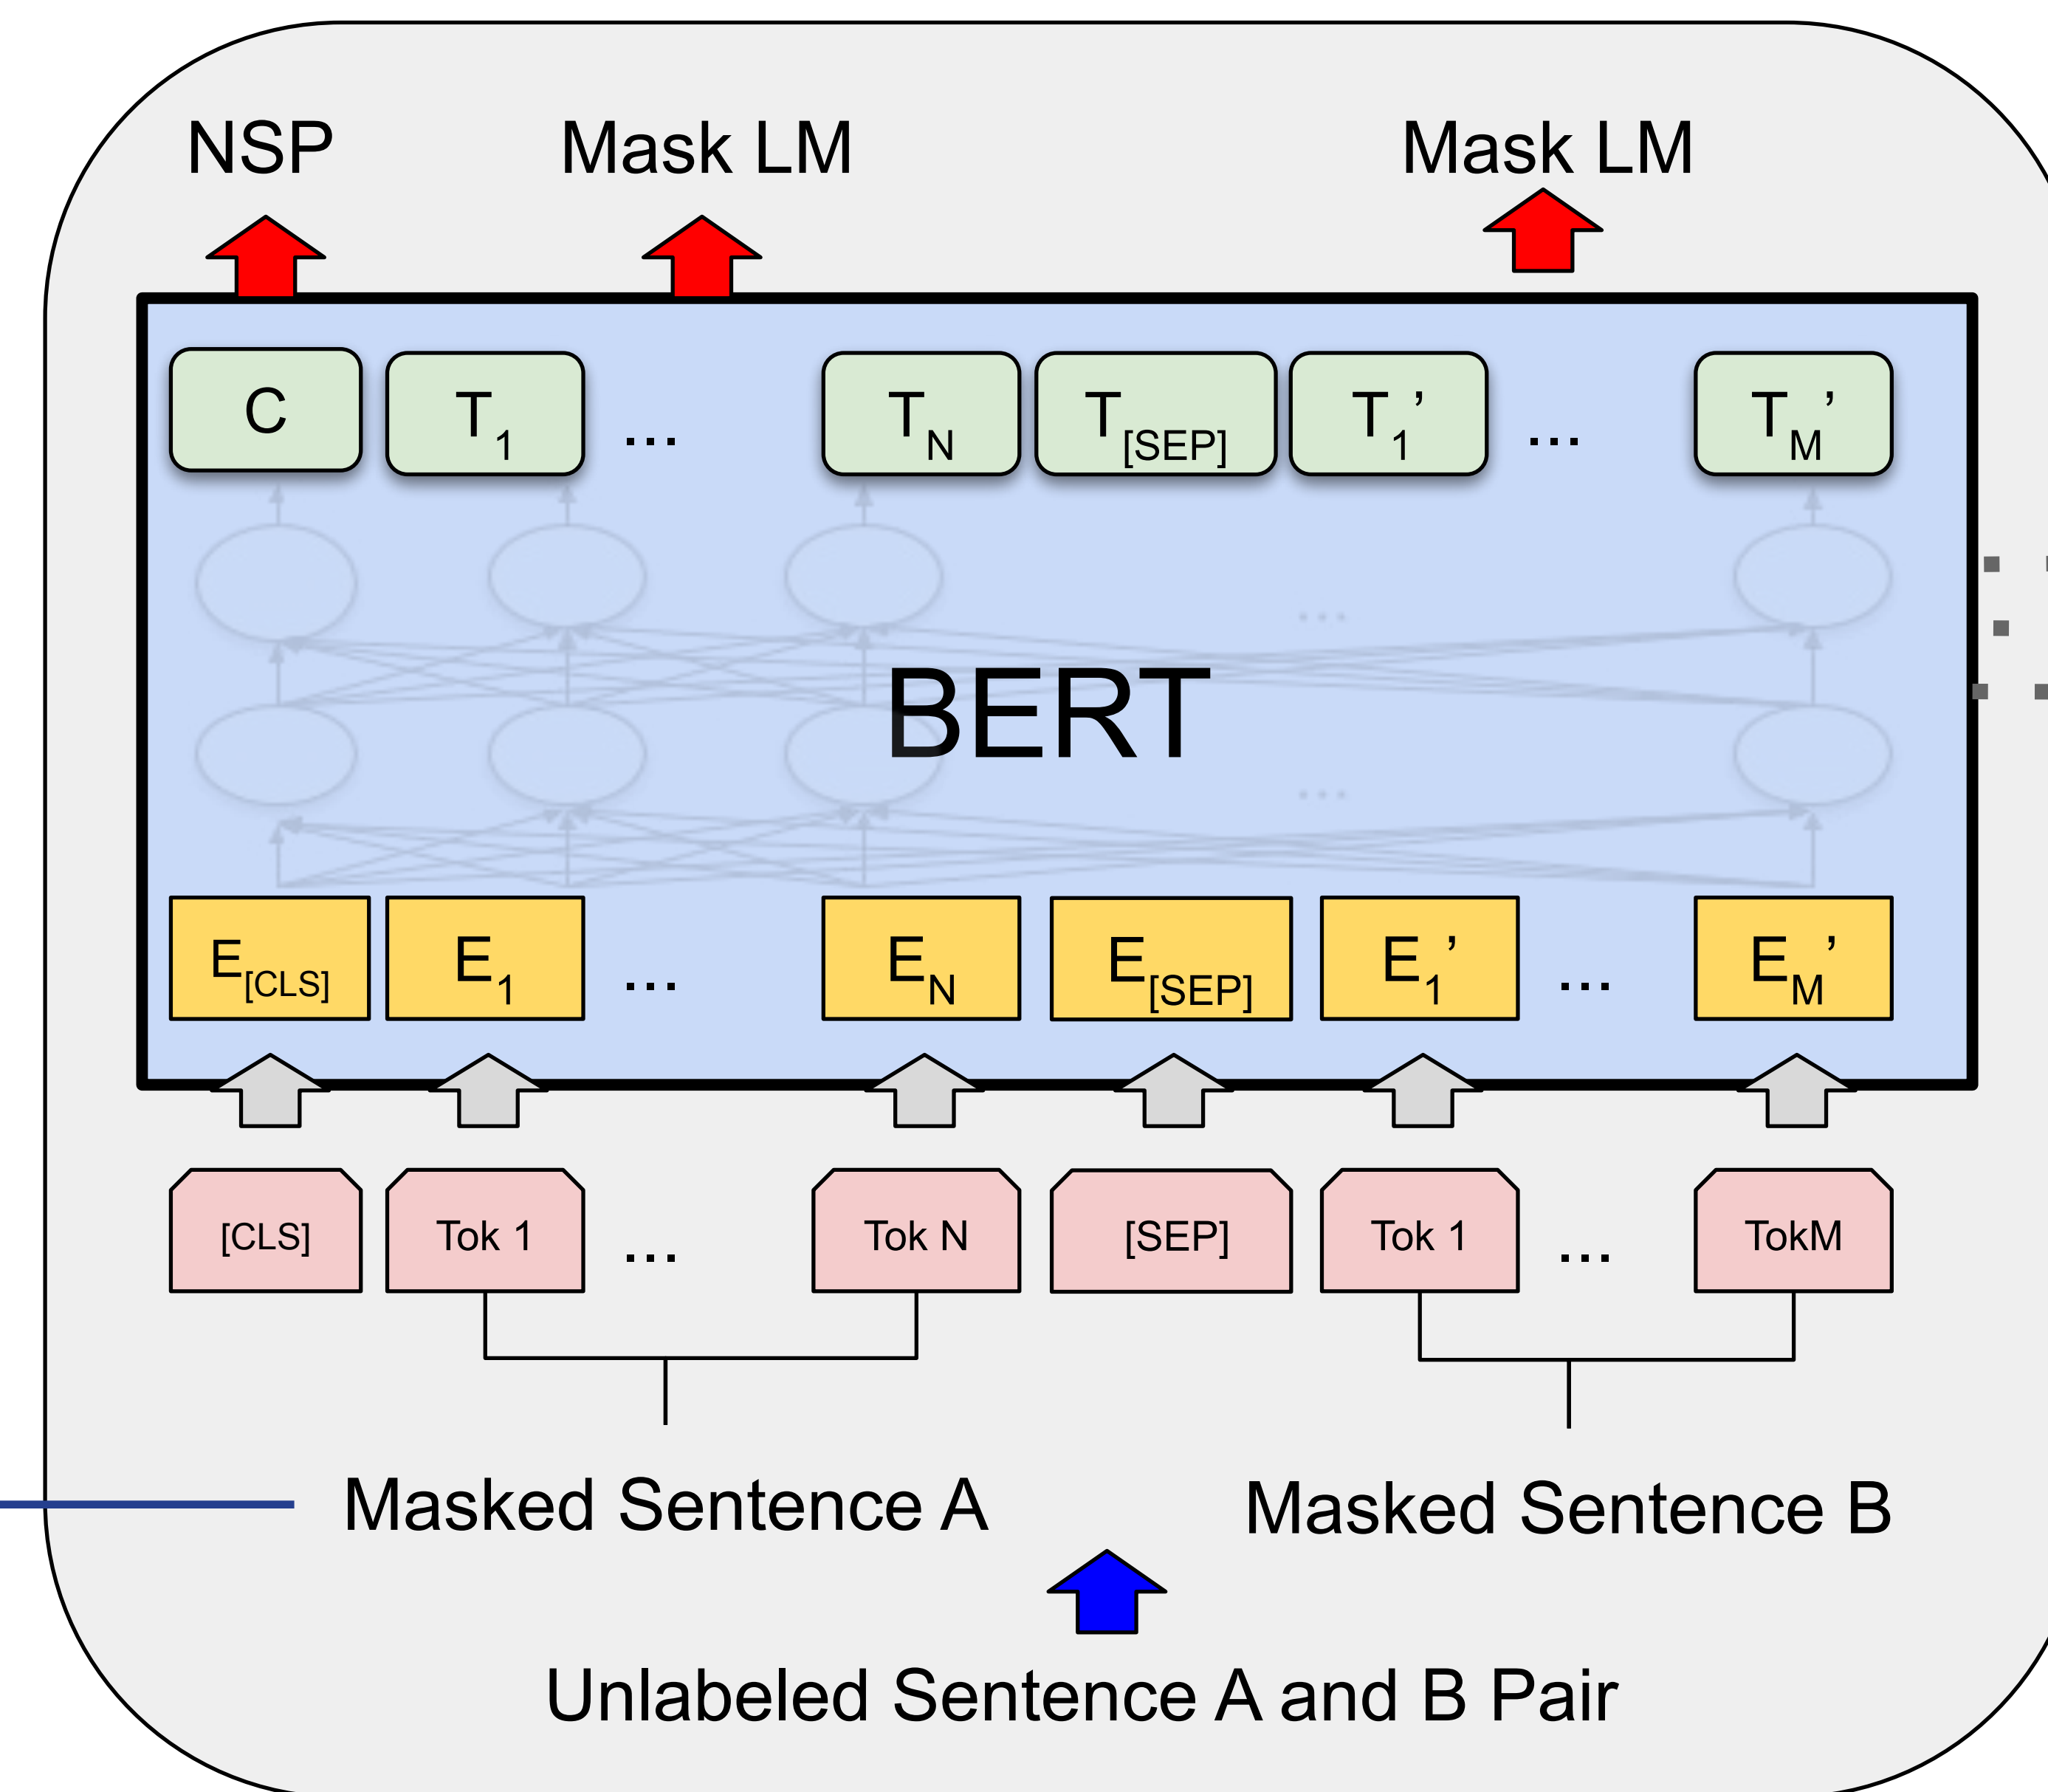 NSP Mask LM Mask LM
C T1 ... TN T[SEP] T1’ ... TM’
...
BERT
...
E[CLS] E1 ... EN E[SEP] E1’ ... EM’
[CLS] Tok 1 ... Tok N [SEP] Tok 1 ... TokM
Masked Sentence A Masked Sentence B
Unlabeled Sentence A and B Pair